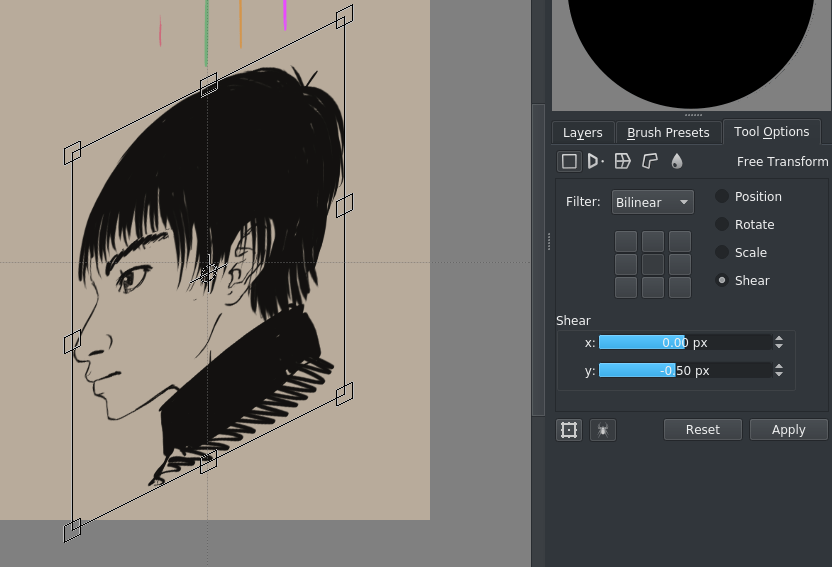 Layers Brush Presets Tool Options
Free Transform
Filter: Bilinear Position
Rotate
Scale
Shear
Shear
x: 0.00 px
y: -0.50 px
Reset Apply